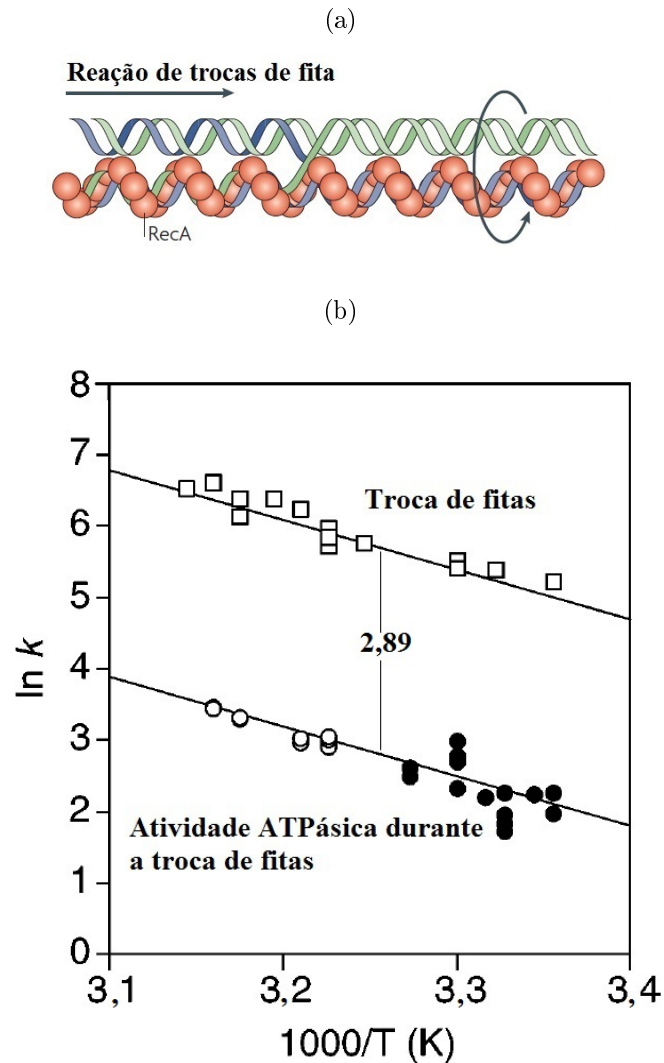 (a)
Reação de trocas de fita
RecA
(b)
8
7
6
5
4
3
2
1
0
ln k
Troca de fitas
2,89
Atividade ATPásica durante
a troca de fitas
3,1
3,2
3,3
3,4
1000/T (K)